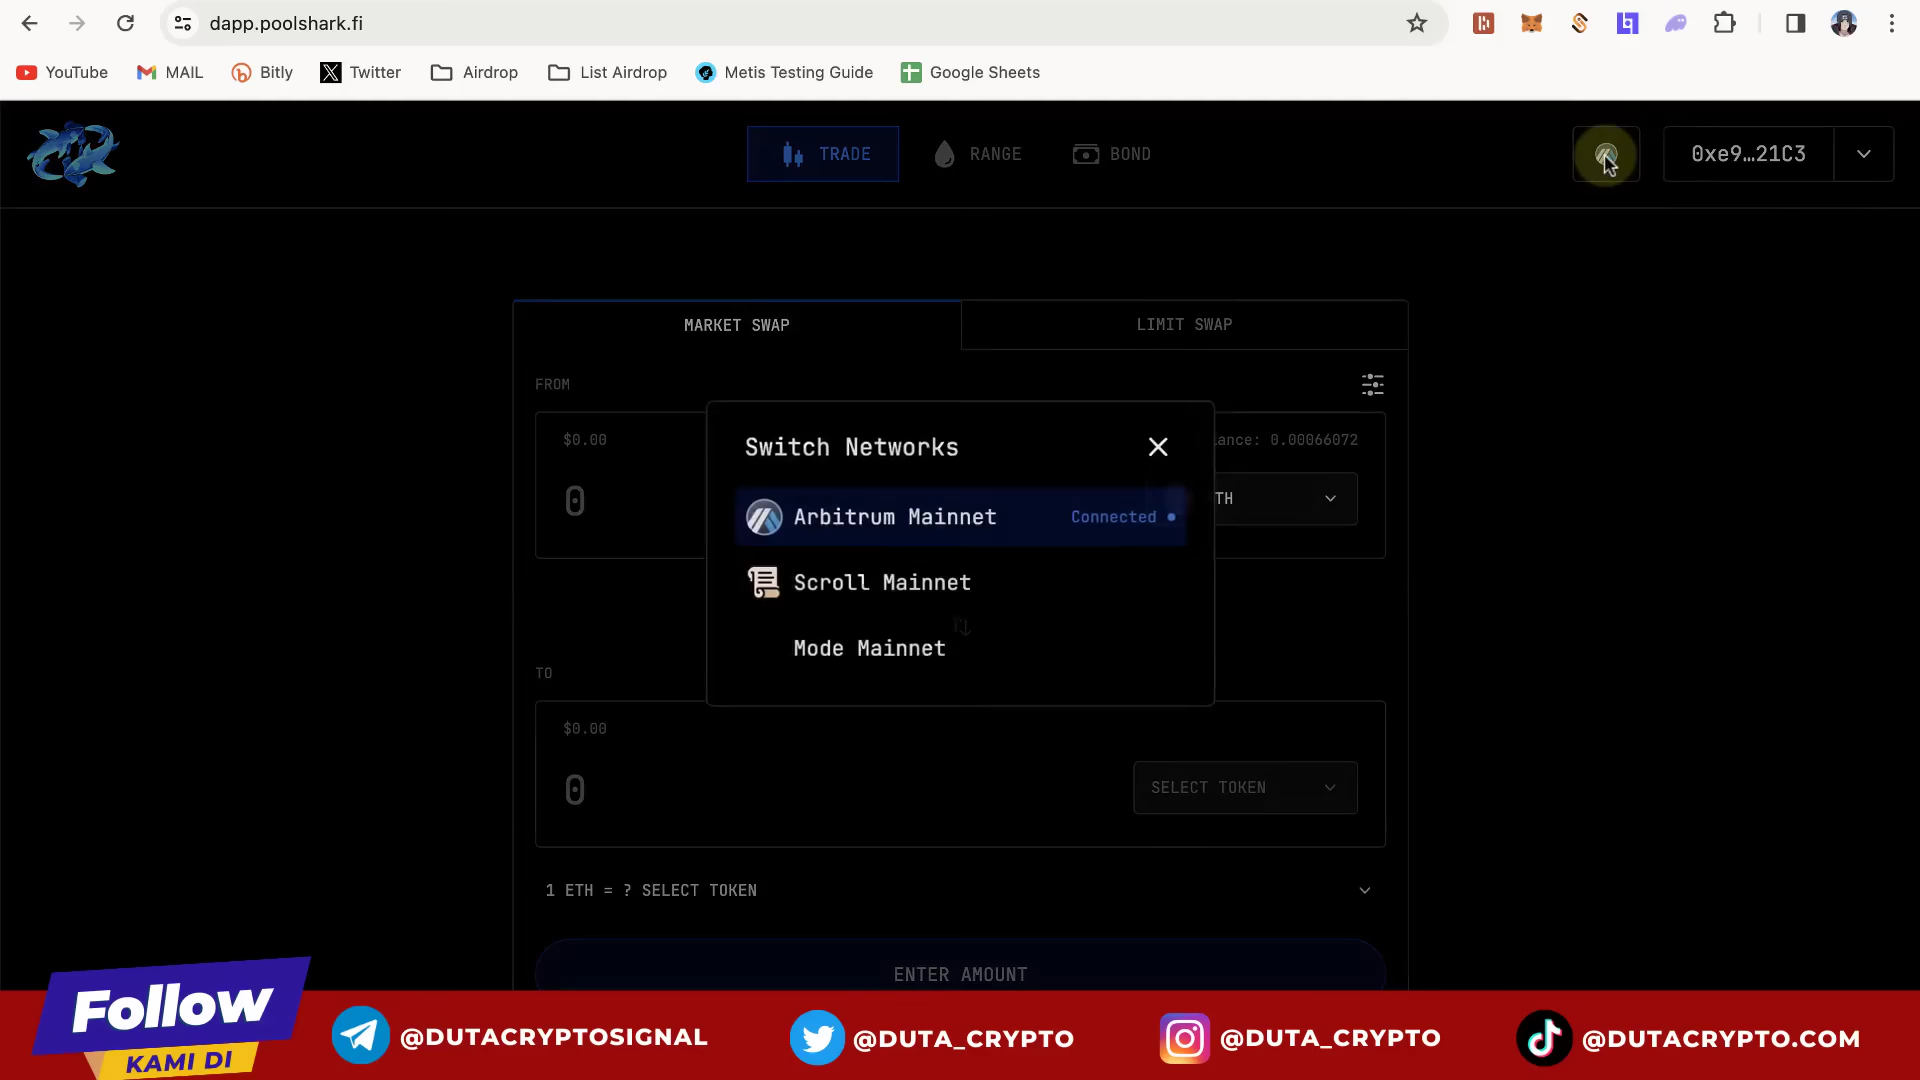 dapp.poolshark.fi
YouTube MAIL Bitly Twitter Airdrop List Airdrop Metis Testing Guide Google Sheets
TRADE RANGE BOND 0xe9…21C3
MARKET SWAP LIMIT SWAP
FROM
$0.00 lance: 0.00066072
0 TH
Switch Networks
Arbitrum Mainnet Connected
Scroll Mainnet
Mode Mainnet
TO
$0.00
0 SELECT TOKEN
1 ETH = ? SELECT TOKEN
ENTER AMOUNT
Follow
KAMI DI
@DUTACRYPTOSIGNAL @DUTA_CRYPTO @DUTA_CRYPTO @DUTACRYPTO.COM